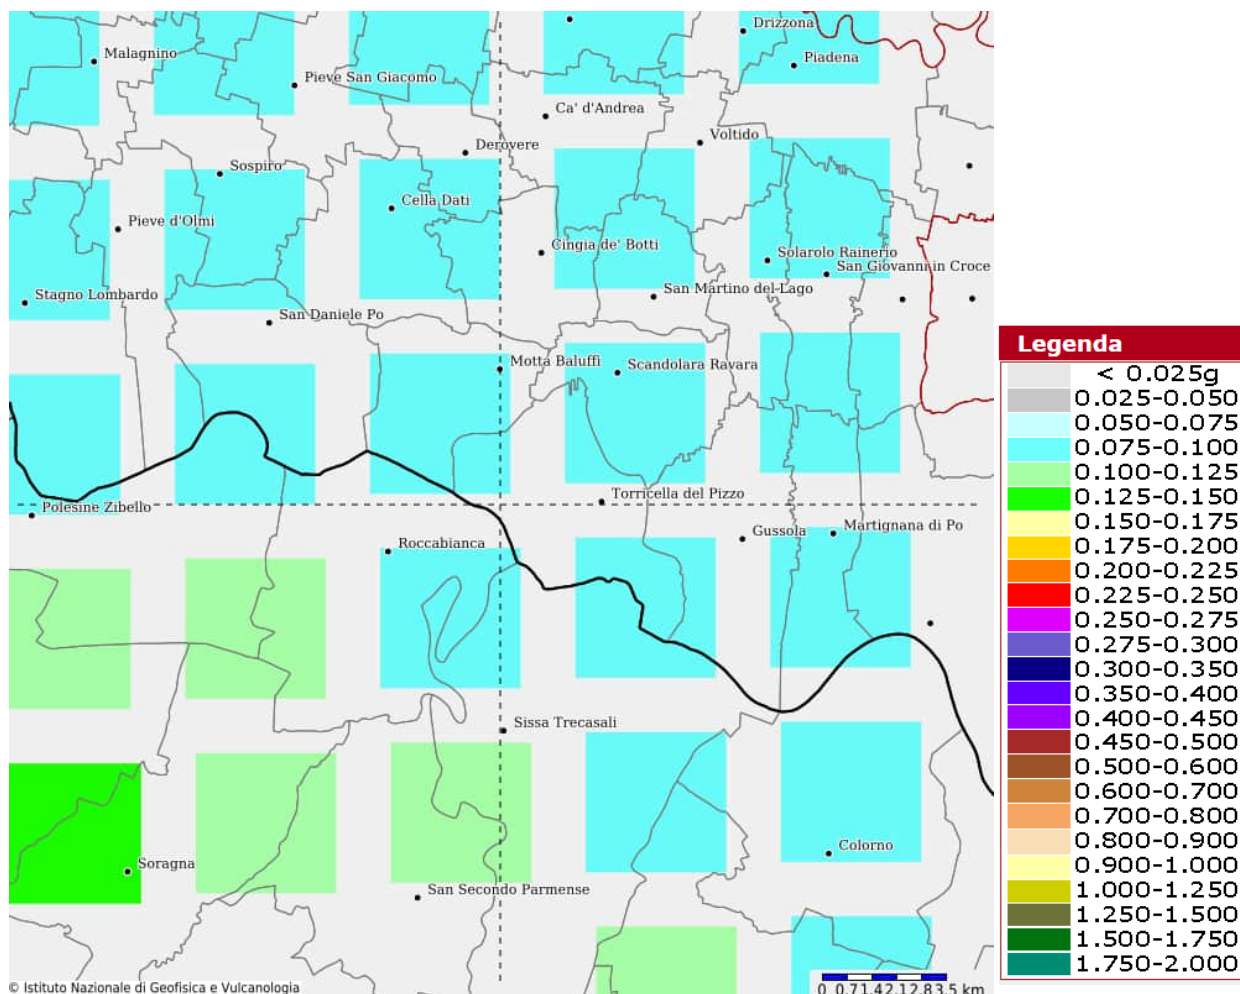 Drizzona
Malagnino
Piadena
Pieve San Giacomo
Ca' d'Andrea
Voltido
Derovere
Sospiro
Cella Dati
Pieve d'Olmi
Cingia de' Botti
Solarolo Rainerio
San Giovanni in Croce
Stagno Lombardo
San Martino del Lago
San Daniele Po
Motta Baluffi
Scandolara Ravara
Torricella del Pizzo
Polesine Zibello
Gussola
Martignana di Po
Roccabianca
Sissa Trecasali
Colorno
Soragna
San Secondo Parmense
© Istituto Nazionale di Geofisica e Vulcanologia
0 0.71.42.12.83.5 km
Legenda
< 0.025g
0.025-0.050
0.050-0.075
0.075-0.100
0.100-0.125
0.125-0.150
0.150-0.175
0.175-0.200
0.200-0.225
0.225-0.250
0.250-0.275
0.275-0.300
0.300-0.350
0.350-0.400
0.400-0.450
0.450-0.500
0.500-0.600
0.600-0.700
0.700-0.800
0.800-0.900
0.900-1.000
1.000-1.250
1.250-1.500
1.500-1.750
1.750-2.000